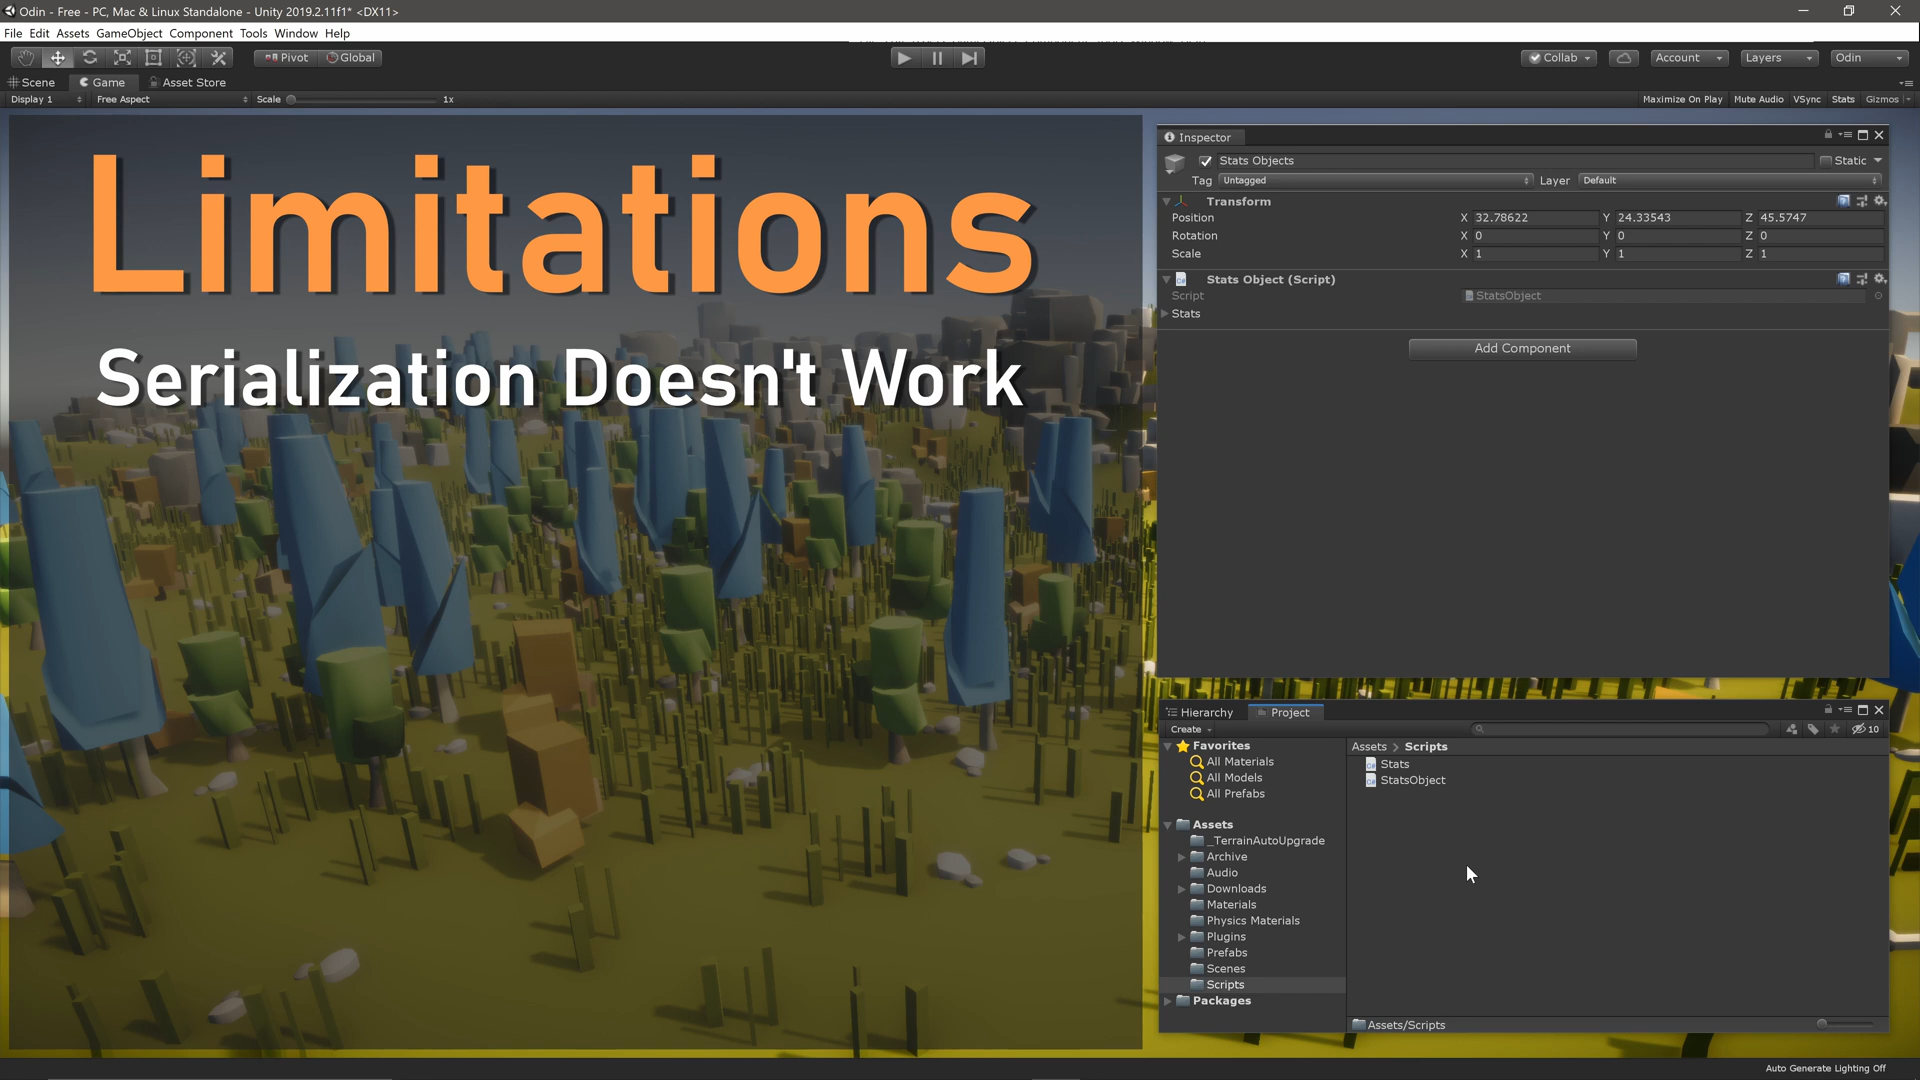 Odin - Free - PC, Mac & Linux Standalone - Unity 2019.2.11f1* <DX11>
File Edit Assets GameObject Component Tools Window Help
Pivot Global Collab Account Layers Odin
Scene Game Asset Store
Display 1 Free Aspect Scale 1x Maximize On Play Mute Audio VSync Stats Gizmos
Limitations
Serialization Doesn't Work
Inspector
Stats Objects Static
Tag Untagged Layer Default
Transform
Position X 32.78622 Y 24.33543 Z 45.5747
Rotation X 0 Y 0 Z 0
Scale X 1 Y 1 Z 1
Stats Object (Script)
Script StatsObject
Stats
Add Component
Hierarchy Project
Create 10
Favorites
All Materials
All Models
All Prefabs
Assets
_TerrainAutoUpgrade
Archive
Audio
Downloads
Materials
Physics Materials
Plugins
Prefabs
Scenes
Scripts
Packages
Assets > Scripts
Stats
StatsObject
Assets/Scripts
Auto Generate Lighting Off